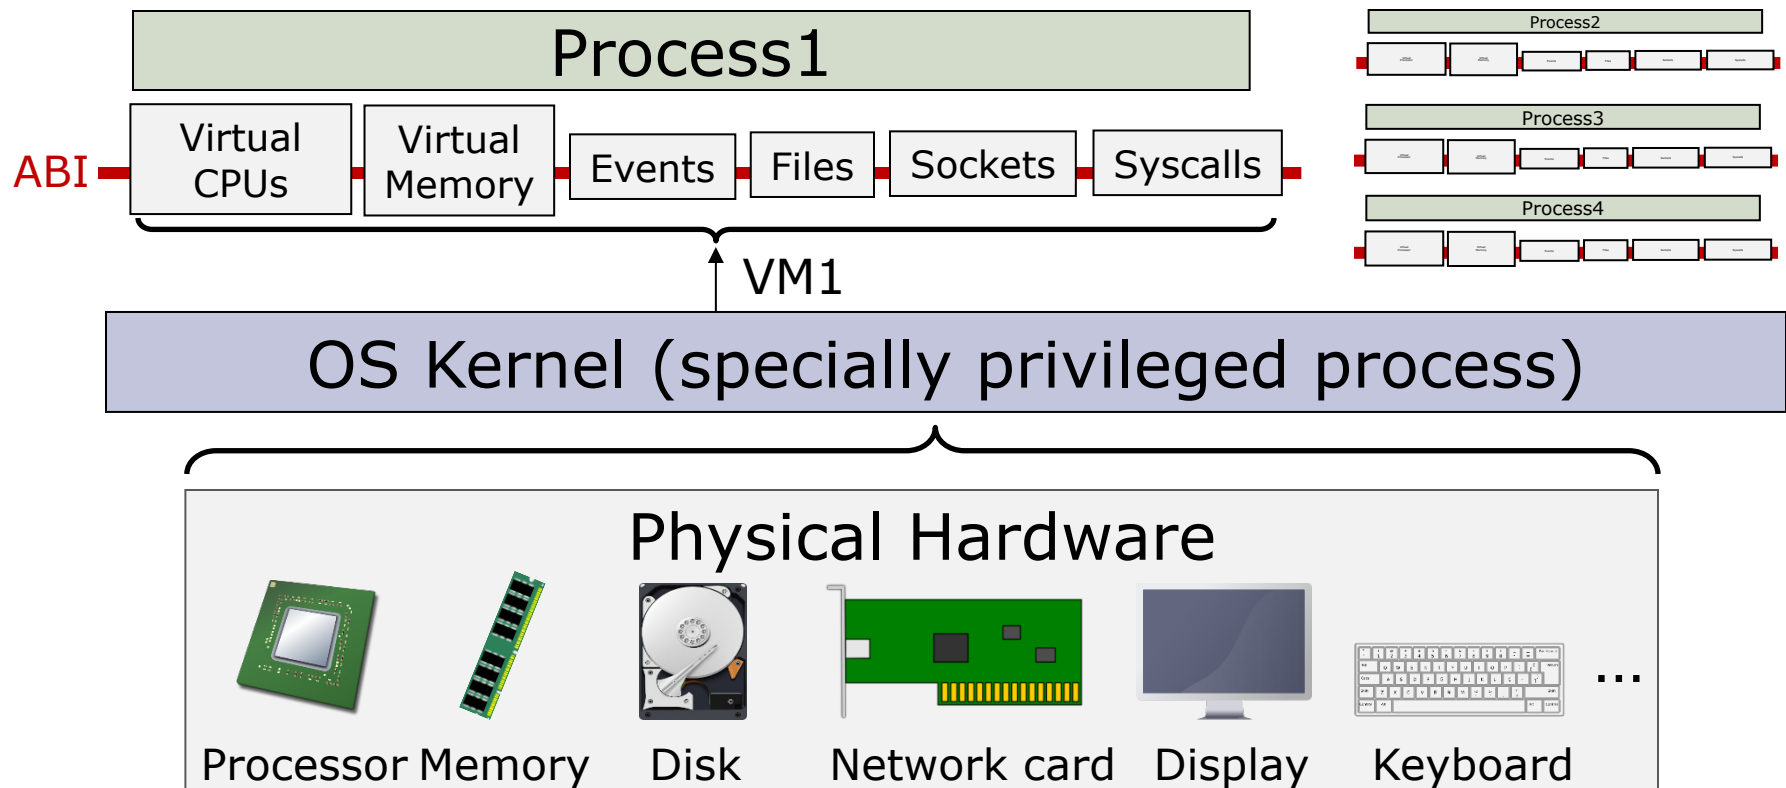 Process1
Virtual
CPUs
Virtual
Memory
Events
Files
Sockets
Syscalls
ABI
VM1
Process2
Process3
Process4
OS Kernel (specially privileged process)
Physical Hardware
Processor
Memory
Disk
Network card
Display
Keyboard
...